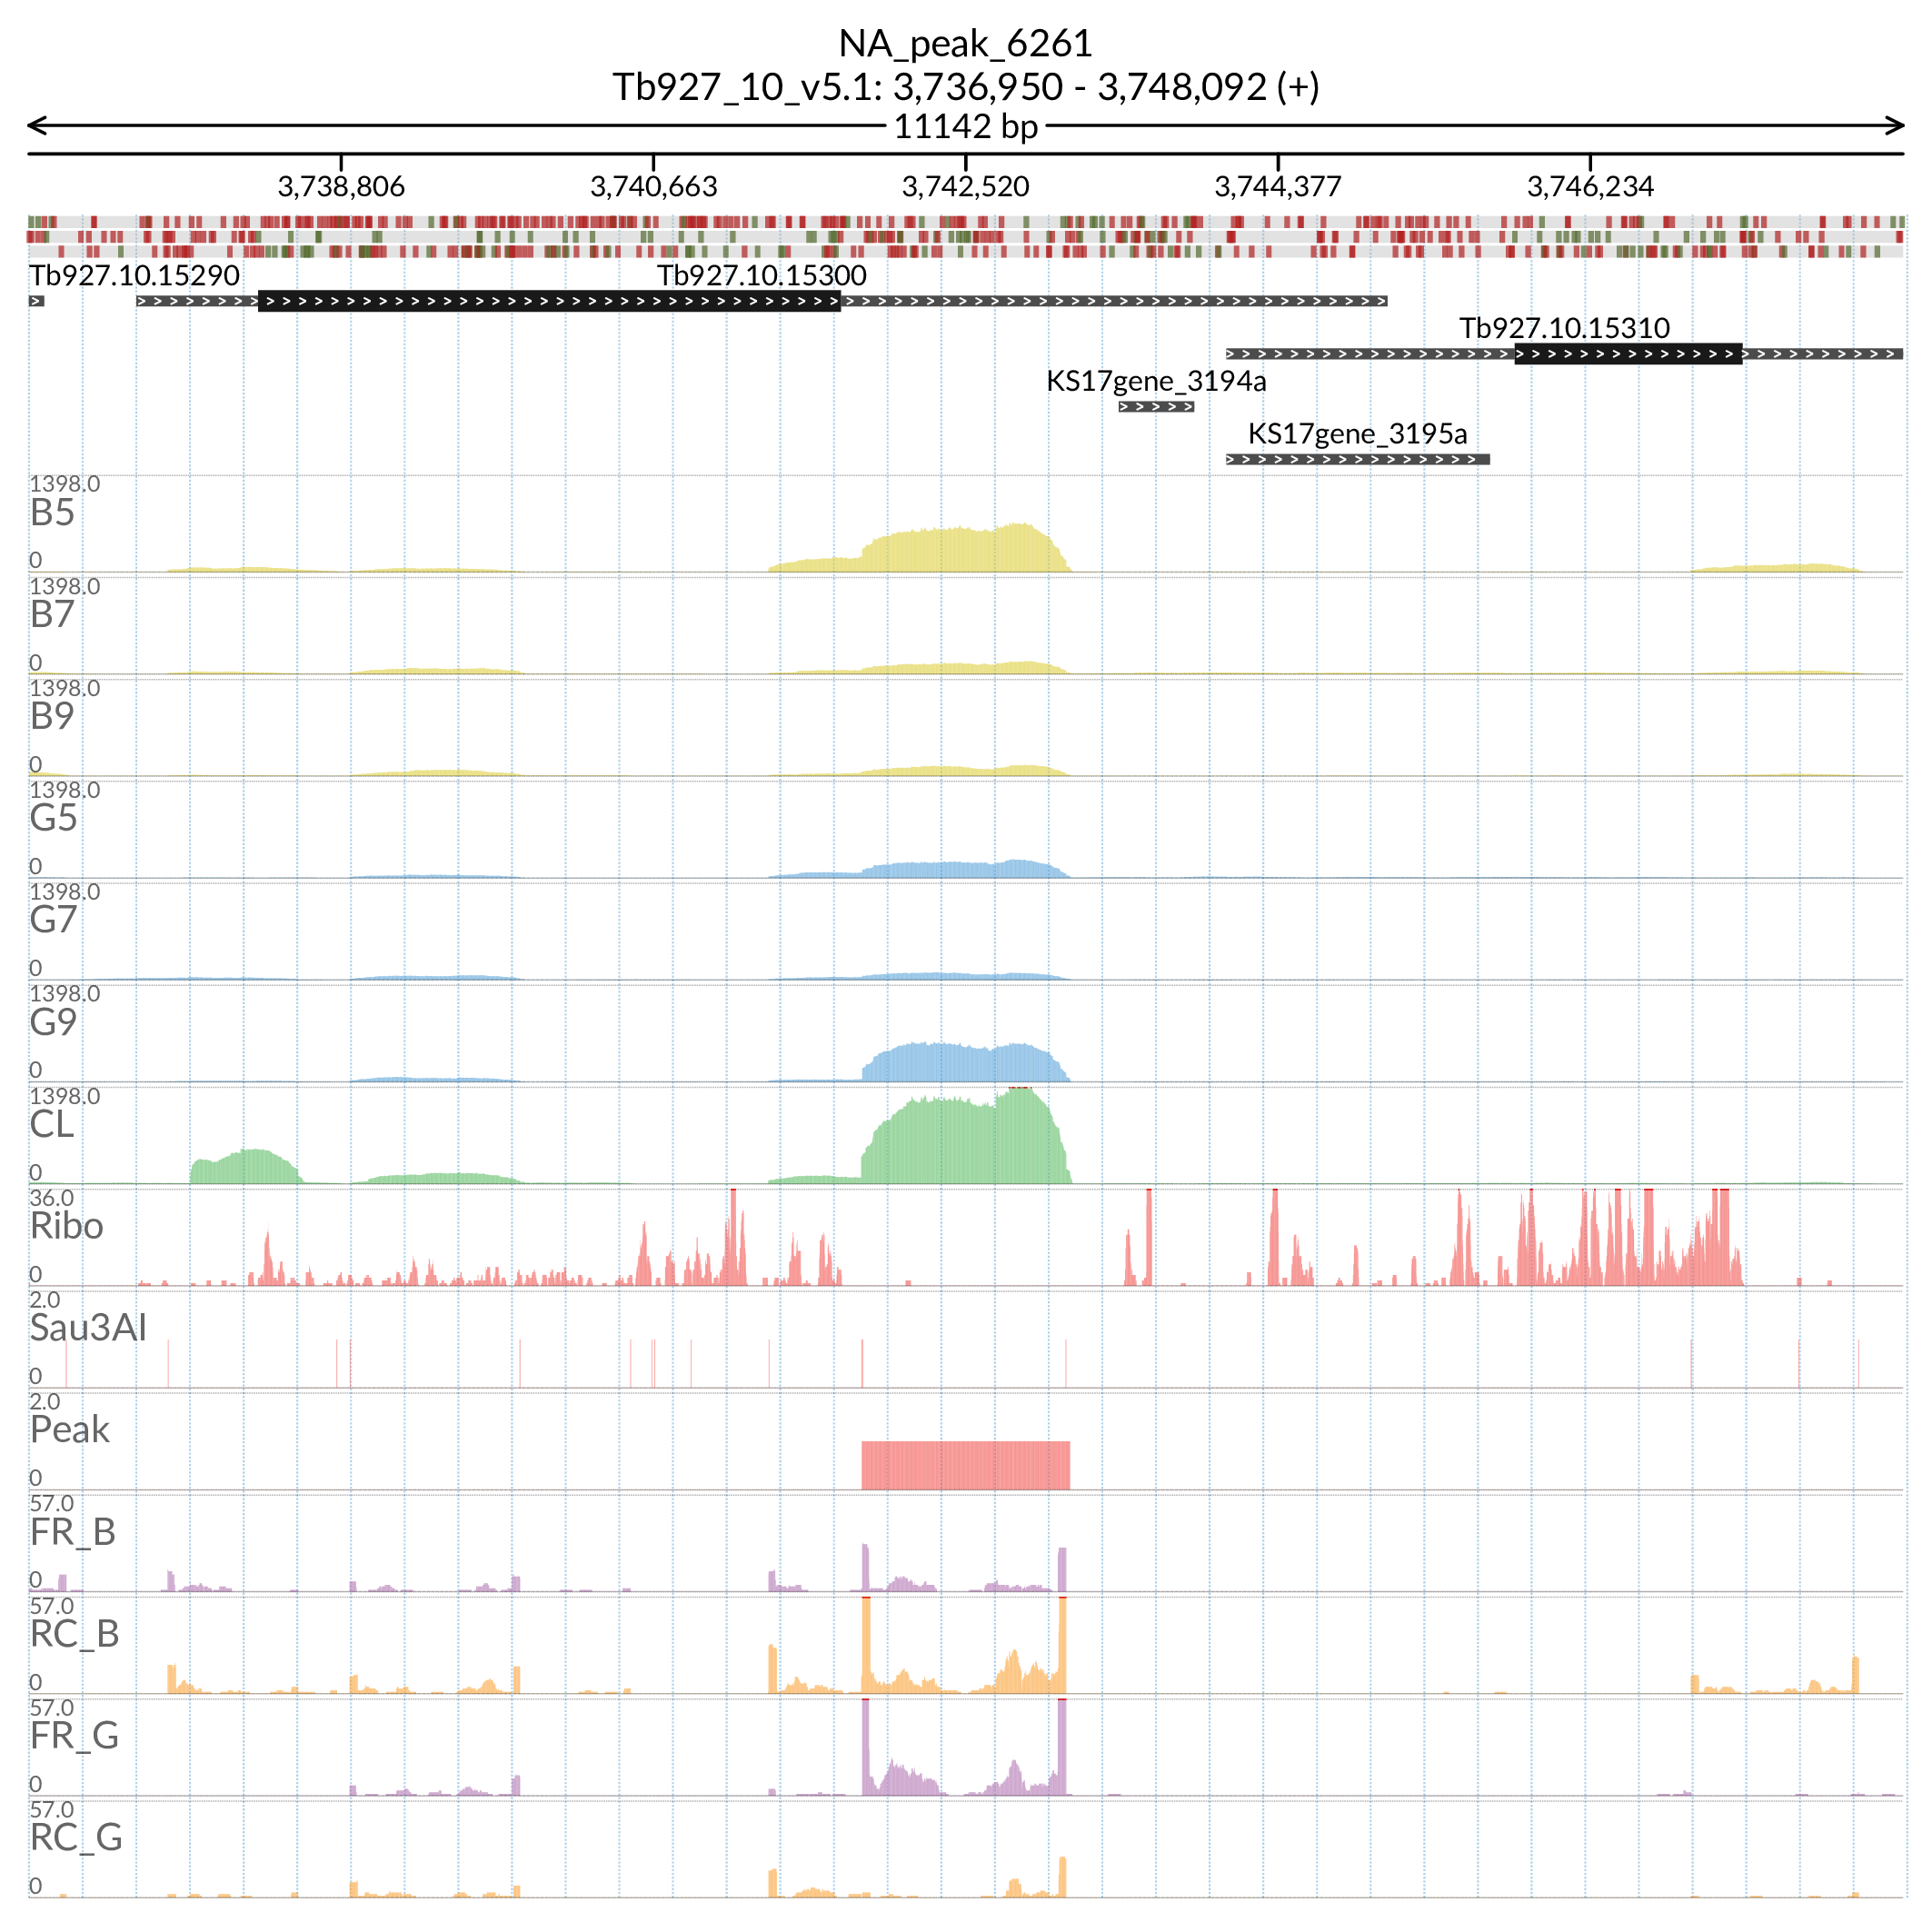 NA_peak_6261
Tb927_10_v5.1: 3,736,950 - 3,748,092 (+)
11142 bp
3,738,806 3,740,663 3,742,520 3,744,377 3,746,234
Tb927.10.15290 Tb927.10.15300
Tb927.10.15310
KS17gene_3194a
KS17gene_3195a
1398.0
B5
0
1398.0
B7
0
1398.0
B9
0
1398.0
G5
0
1398.0
G7
0
1398.0
G9
0
1398.0
CL
0
36.0
Ribo
0
2.0
Sau3AI
0
2.0
Peak
0
57.0
FR_B
0
57.0
RC_B
0
57.0
FR_G
0
57.0
RC_G
0